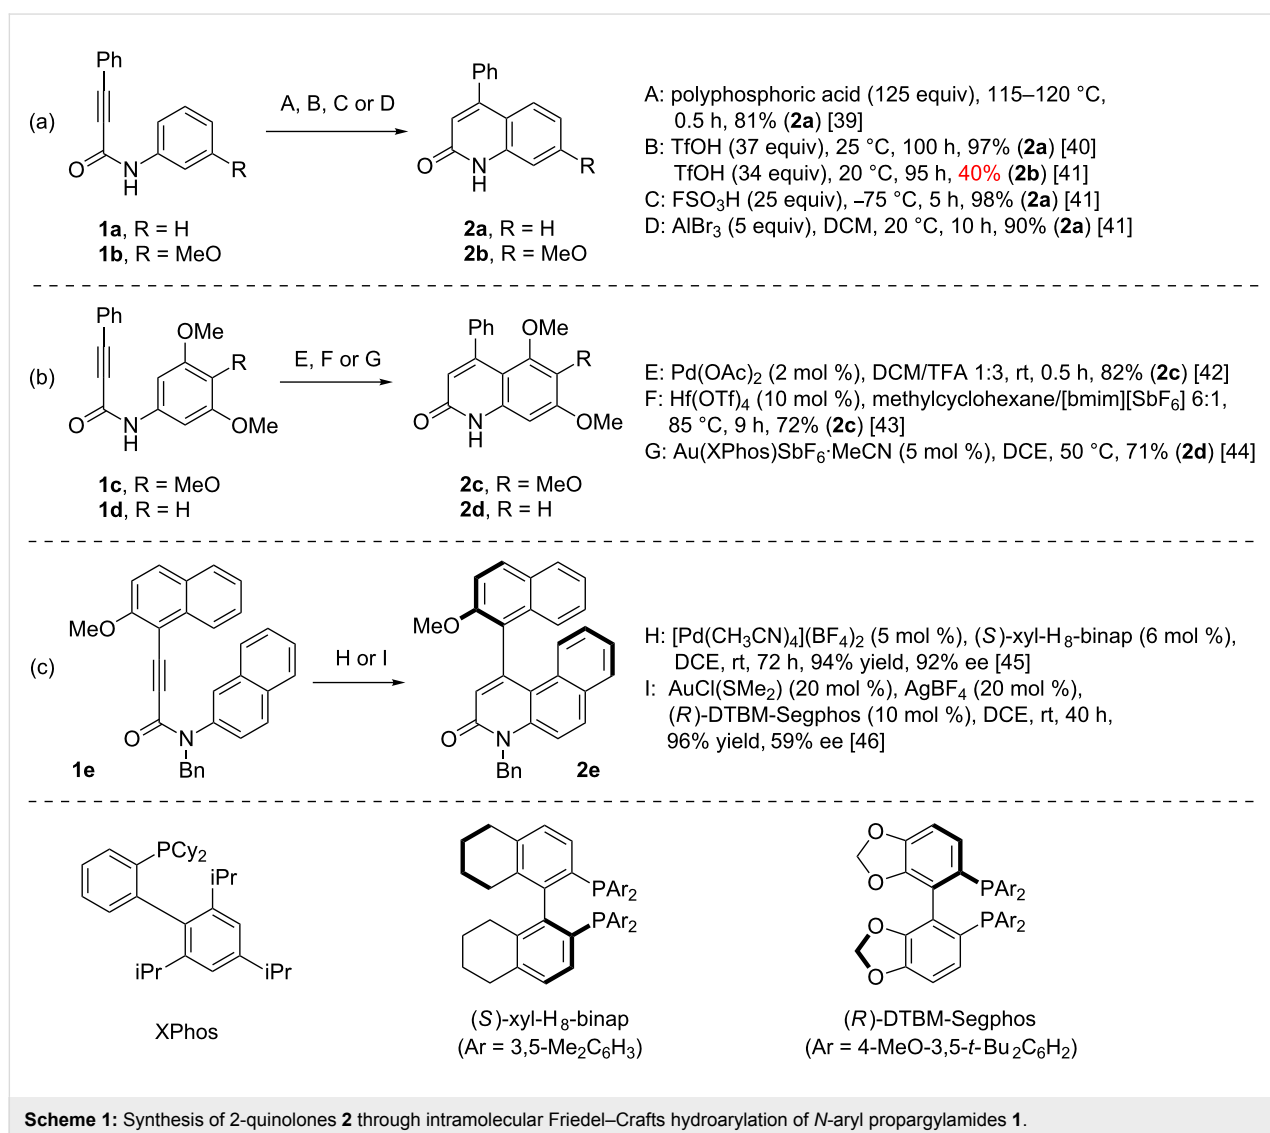 (a)
Ph
O
N
H
R
1a, R = H
1b, R = MeO
A, B, C or D
Ph
O
N
H
R
2a, R = H
2b, R = MeO
A: polyphosphoric acid (125 equiv), 115–120 °C,
0.5 h, 81% (2a) [39]
B: TfOH (37 equiv), 25 °C, 100 h, 97% (2a) [40]
TfOH (34 equiv), 20 °C, 95 h, 40% (2b) [41]
C: FSO3H (25 equiv), –75 °C, 5 h, 98% (2a) [41]
D: AlBr3 (5 equiv), DCM, 20 °C, 10 h, 90% (2a) [41]
(b)
Ph
OMe
R
O
N
H
OMe
1c, R = MeO
1d, R = H
E, F or G
Ph
OMe
R
O
N
H
OMe
2c, R = MeO
2d, R = H
E: Pd(OAc)2 (2 mol %), DCM/TFA 1:3, rt, 0.5 h, 82% (2c) [42]
F: Hf(OTf)4 (10 mol %), methylcyclohexane/[bmim][SbF6] 6:1,
85 °C, 9 h, 72% (2c) [43]
G: Au(XPhos)SbF6·MeCN (5 mol %), DCE, 50 °C, 71% (2d) [44]
(c)
MeO
O
N
Bn
1e
H or I
MeO
O
N
Bn
2e
H: [Pd(CH3CN)4](BF4)2 (5 mol %), (S)-xyl-H8-binap (6 mol %),
DCE, rt, 72 h, 94% yield, 92% ee [45]
I: AuCl(SMe2) (20 mol %), AgBF4 (20 mol %),
(R)-DTBM-Segphos (10 mol %), DCE, rt, 40 h,
96% yield, 59% ee [46]
PCy2
iPr
iPr
iPr
XPhos
PAr2
PAr2
(S)-xyl-H8-binap
(Ar = 3,5-Me2C6H3)
O
O
PAr2
O
PAr2
O
(R)-DTBM-Segphos
(Ar = 4-MeO-3,5-t-Bu2C6H2)
Scheme 1: Synthesis of 2-quinolones 2 through intramolecular Friedel–Crafts hydroarylation of N-aryl propargylamides 1.